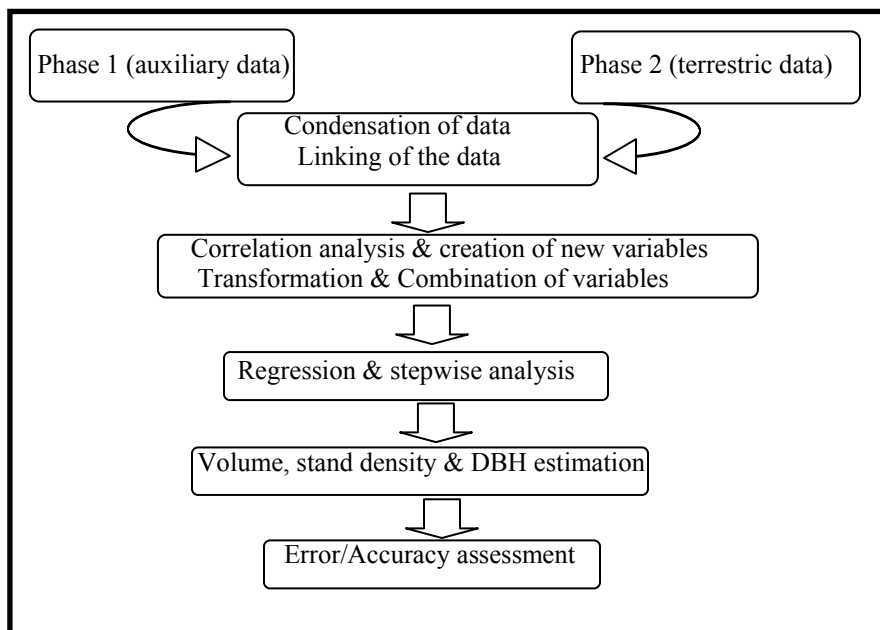 Phase 1 (auxiliary data)
Phase 2 (terrestric data)
Condensation of data
Linking of the data
Correlation analysis & creation of new variables
Transformation & Combination of variables
Regression & stepwise analysis
Volume, stand density & DBH estimation
Error/Accuracy assessment